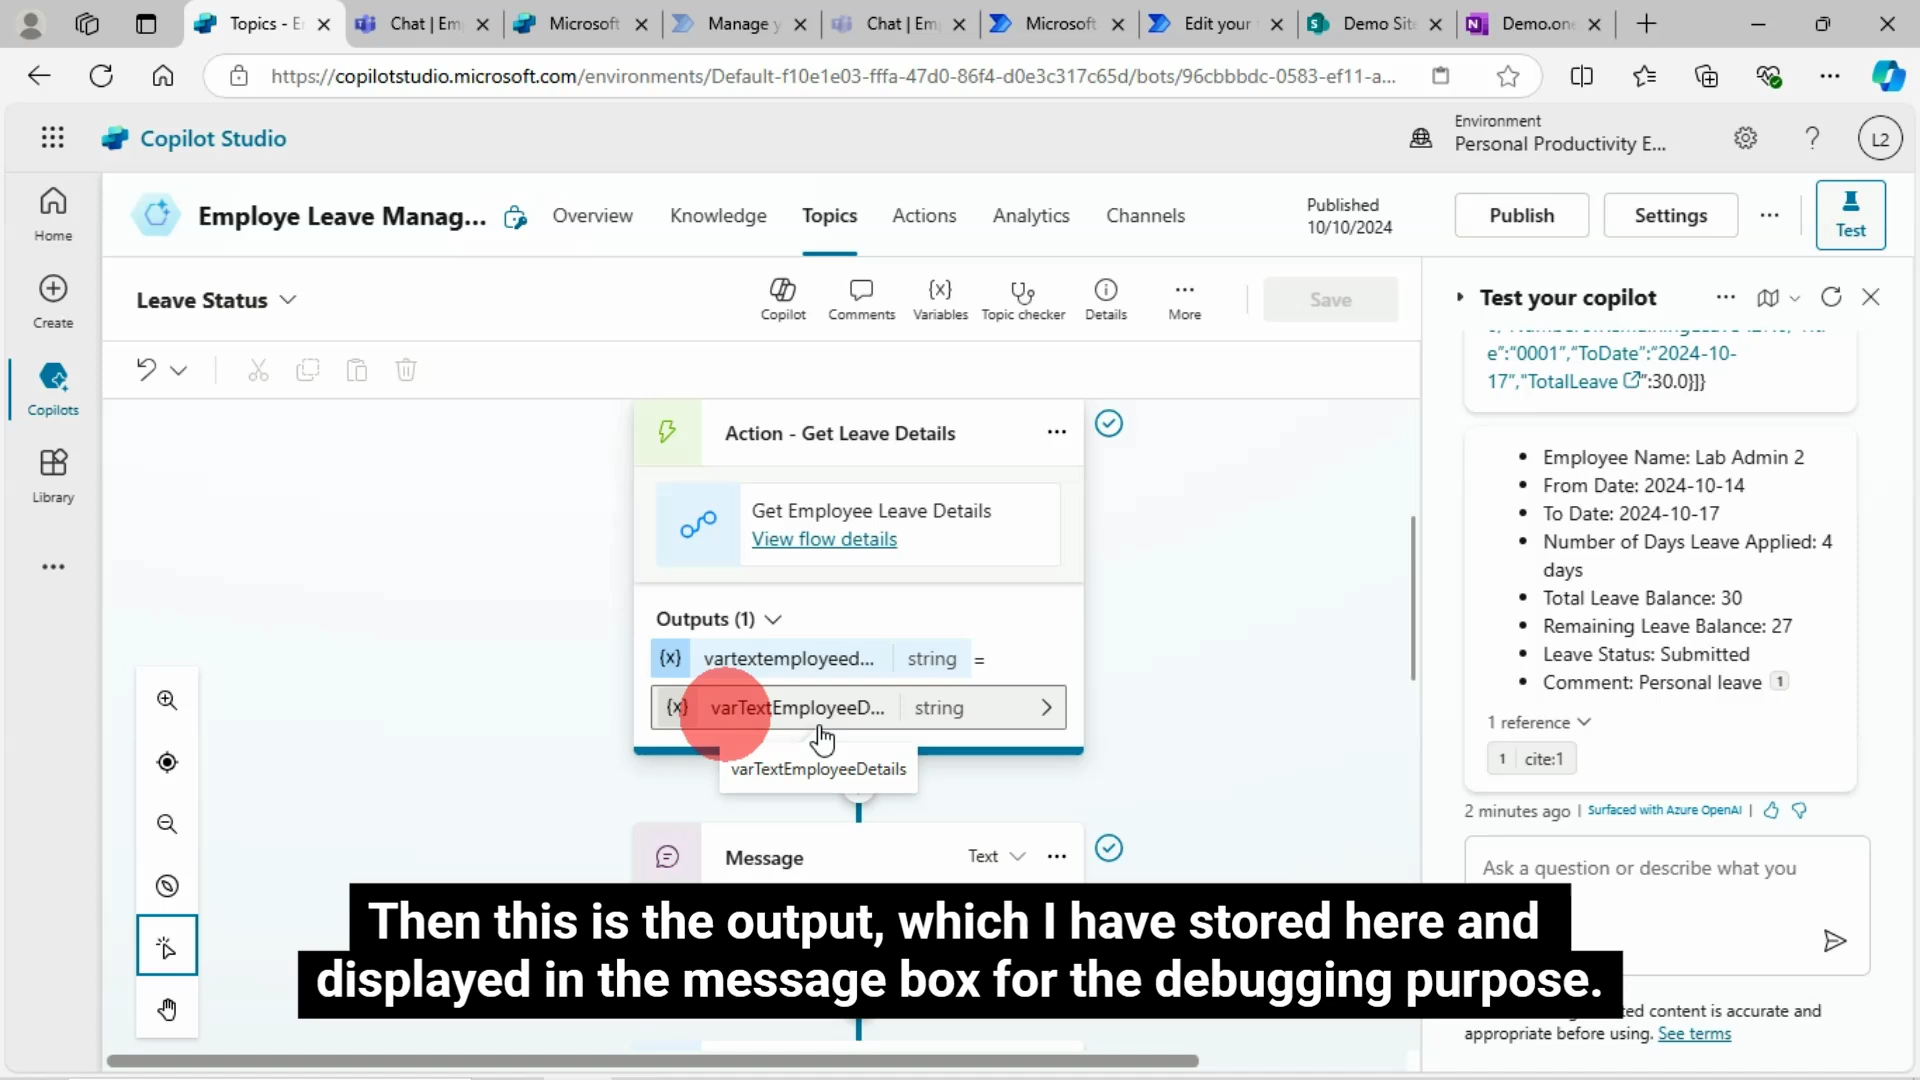 Topics - E
Chat | Em
Microsoft
Manage y
Chat | Em
Microsoft
Edit your
Demo Site
Demo.one
https://copilotstudio.microsoft.com/environments/Default-f10e1e03-fffa-47d0-86f4-d0e3c317c65d/bots/96cbbbdc-0583-ef11-a...
Copilot Studio
Environment
Personal Productivity E...
L2
Employe Leave Manag...
Overview
Knowledge
Topics
Actions
Analytics
Channels
Published
10/10/2024
Publish
Settings
Test
Home
Create
Copilots
Library
Leave Status
Copilot
Comments
{x}
Variables
Topic checker
Details
More
Save
Action - Get Leave Details
Get Employee Leave Details
View flow details
Outputs (1)
{x} vartextemployeed... string =
{x} varTextEmployeeD... string
varTextEmployeeDetails
Message
Text
Test your copilot
e":"0001","ToDate":"2024-10-
17","TotalLeave":30.0}]}
Employee Name: Lab Admin 2
From Date: 2024-10-14
To Date: 2024-10-17
Number of Days Leave Applied: 4
days
Total Leave Balance: 30
Remaining Leave Balance: 27
Leave Status: Submitted
Comment: Personal leave 1
1 reference
1 cite:1
2 minutes ago | Surfaced with Azure OpenAI |
Ask a question or describe what you
ted content is accurate and
appropriate before using. See terms
Then this is the output, which I have stored here and
displayed in the message box for the debugging purpose.